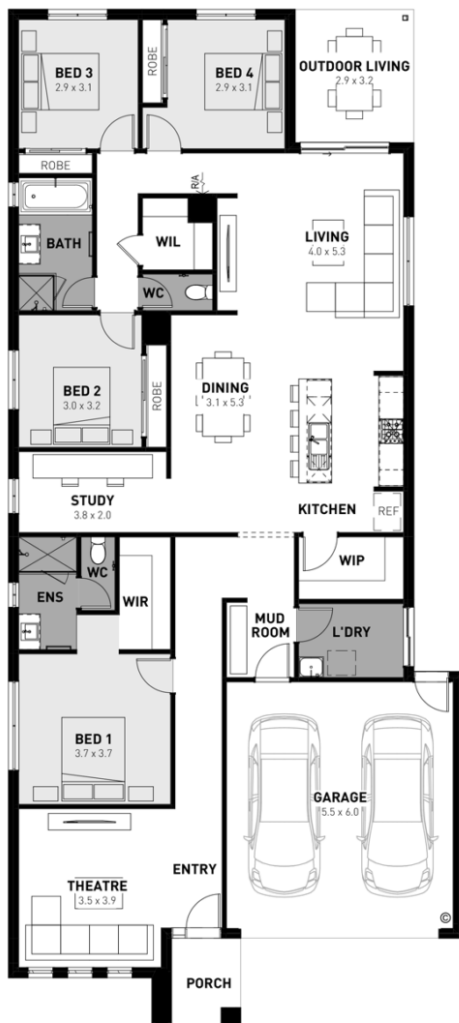 BED 3
2.9 x 3.1
ROBE
BED 4
2.9 x 3.1
OUTDOOR LIVING
2.9 x 3.2
ROBE
R/A
BATH
WIL
LIVING
4.0 x 5.3
WC
BED 2
3.0 x 3.2
ROBE
DINING
3.1 x 5.3
STUDY
3.8 x 2.0
KITCHEN
REF
WC
ENS
WIR
WIP
MUD
ROOM
L'DRY
BED 1
3.7 x 3.7
GARAGE
5.5 x 6.0
ENTRY
THEATRE
3.5 x 3.9
©
PORCH